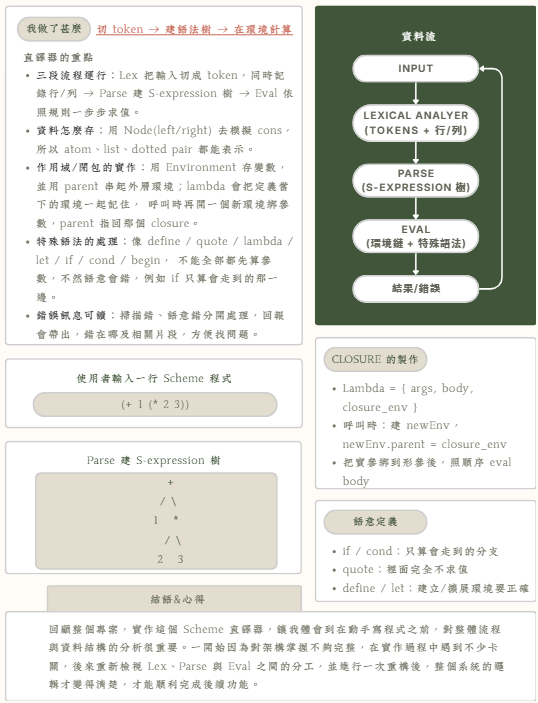 我做了甚麼
切 token → 建語法樹 → 在環境計算
直譯器的重點
• 三段流程運行：Lex 把輸入切成 token，同時記
錄行/列 → Parse 建 S-expression 樹 → Eval 依
照規則一步步求值。
• 資料怎麼存：用 Node(left/right) 去模擬 cons，
所以 atom、list、dotted pair 都能表示。
• 作用域/閉包的實作：用 Environment 存變數，
並用 parent 串起外層環境；lambda 會把定義當
下的環境一起記住， 呼叫時再開一個新環境綁參
數，parent 指回那個 closure。
• 特殊語法的處理：像 define / quote / lambda /
let / if / cond / begin， 不能全部都先算參
數，不然語意會錯，例如 if 只算會走到的那一
邊。
• 錯誤訊息可讀：掃描錯、語意錯分開處理，回報
會帶出，錯在哪及相關片段，方便找問題。
使用者輸入一行 Scheme 程式
(+ 1 (* 2 3))
Parse 建 S-expression 樹
+
/ \
1 *
/ \
2 3
資料流
INPUT
LEXICAL ANALYER
(TOKENS + 行/列)
PARSE
(S-EXPRESSION 樹)
EVAL
(環境鏈 + 特殊語法)
結果/錯誤
CLOSURE 的製作
• Lambda = { args, body,
closure_env }
• 呼叫時：建 newEnv，
newEnv.parent = closure_env
• 把實參綁到形參後，照順序 eval
body
語意定義
• if / cond：只算會走到的分支
• quote：裡面完全不求值
• define / let：建立/擴展環境要正確
結語&心得
回顧整個專案，實作這個 Scheme 直譯器，讓我體會到在動手寫程式之前，對整體流程
與資料結構的分析很重要。一開始因為對架構掌握不夠完整，在實作過程中遇到不少卡
關，後來重新檢視 Lex、Parse 與 Eval 之間的分工，並進行一次重構後，整個系統的邏
輯才變得清楚，才能順利完成後續功能。